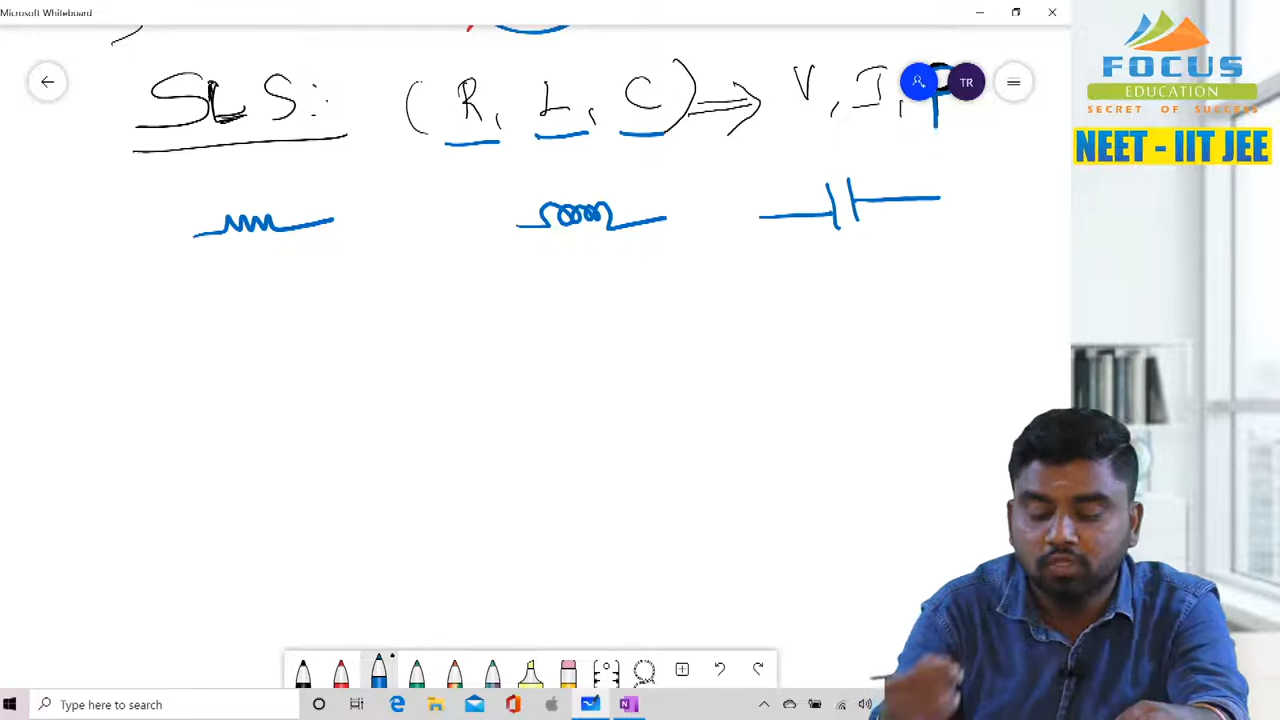 Microsoft Whiteboard
SLS: (R, L, C) ⇒ V, I, P
TR
FOCUS
EDUCATION
SECRET OF SUCCESS
NEET - IIT JEE
Type here to search